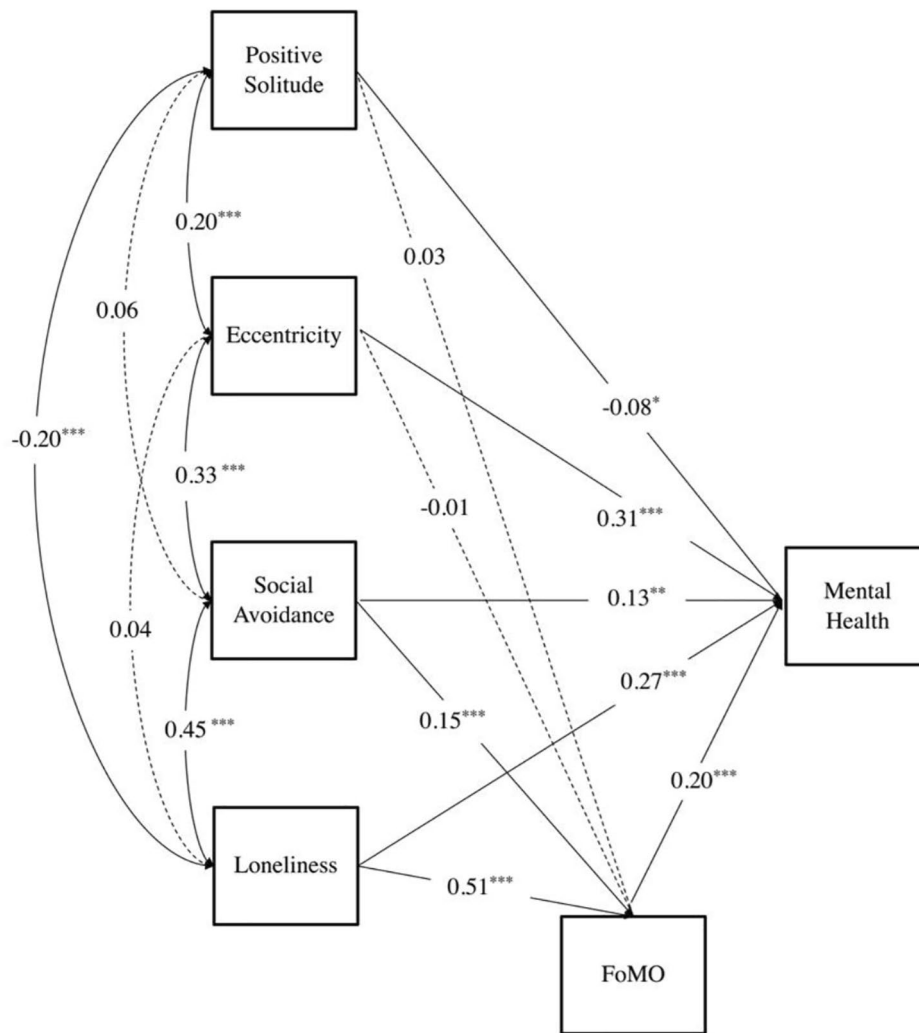 Positive
Solitude
0.20***
0.03
Eccentricity
0.06
-0.08*
-0.20***
0.33 ***
-0.01
0.31***
Social
Avoidance
0.13**
Mental
Health
0.04
0.27***
0.45 ***
0.15***
0.20***
Loneliness
0.51***
FoMO